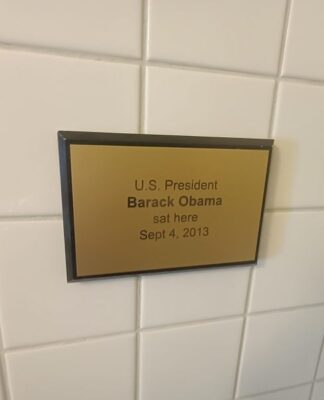 U.S. President
Barack Obama
sat here
Sept 4, 2013